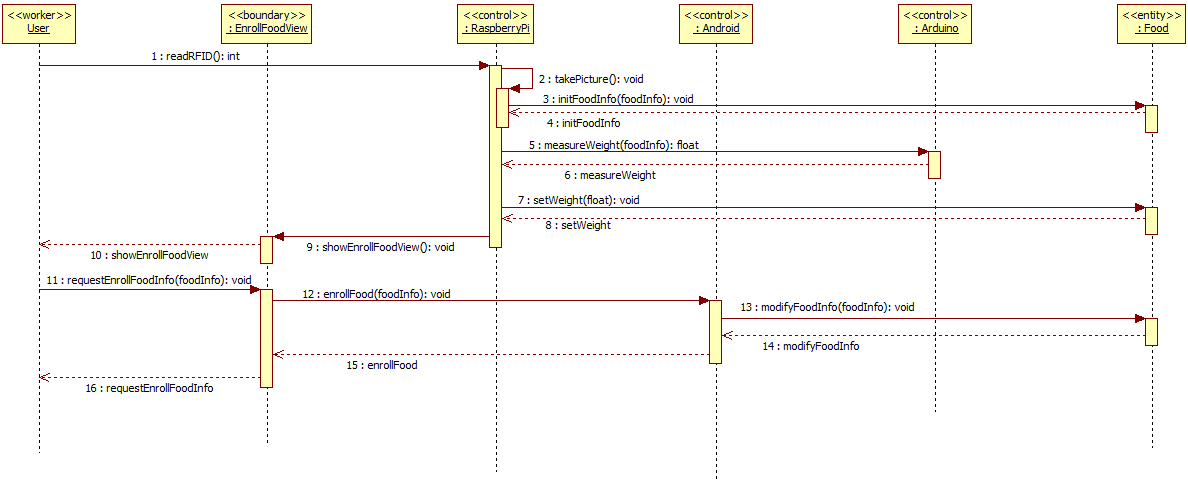 <<worker>>
User
<<boundary>>
: EnrollFoodView
<<control>>
: RaspberryPi
<<control>>
: Android
<<control>>
: Arduino
<<entity>>
: Food
1 : readRFID(): int
2 : takePicture(): void
3 : initFoodInfo(foodInfo): void
4 : initFoodInfo
5 : measureWeight(foodInfo): float
6 : measureWeight
7 : setWeight(float): void
8 : setWeight
9 : showEnrollFoodView(): void
10 : showEnrollFoodView
11 : requestEnrollFoodInfo(foodInfo): void
12 : enrollFood(foodInfo): void
13 : modifyFoodInfo(foodInfo): void
14 : modifyFoodInfo
15 : enrollFood
16 : requestEnrollFoodInfo